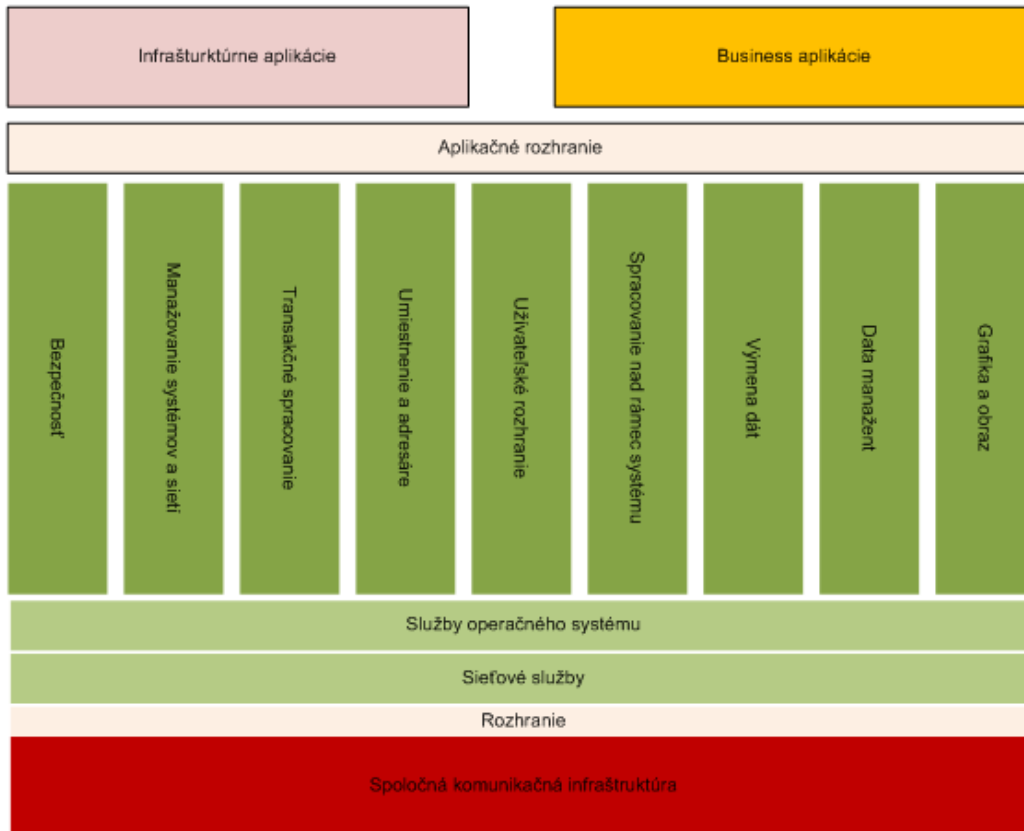 Infrašturktúrne aplikácie
Business aplikácie
Aplikačné rozhranie
Bezpečnosť
Manažovanie systémov a sietí
Transakčné spracovanie
Umiestnenie a adresáre
Užívateľské rozhranie
Spracovanie nad rámec systému
Výmena dát
Data manažent
Grafika a obraz
Služby operačného systému
Sieťové služby
Rozhranie
Spoločná komunikačná infraštruktúra